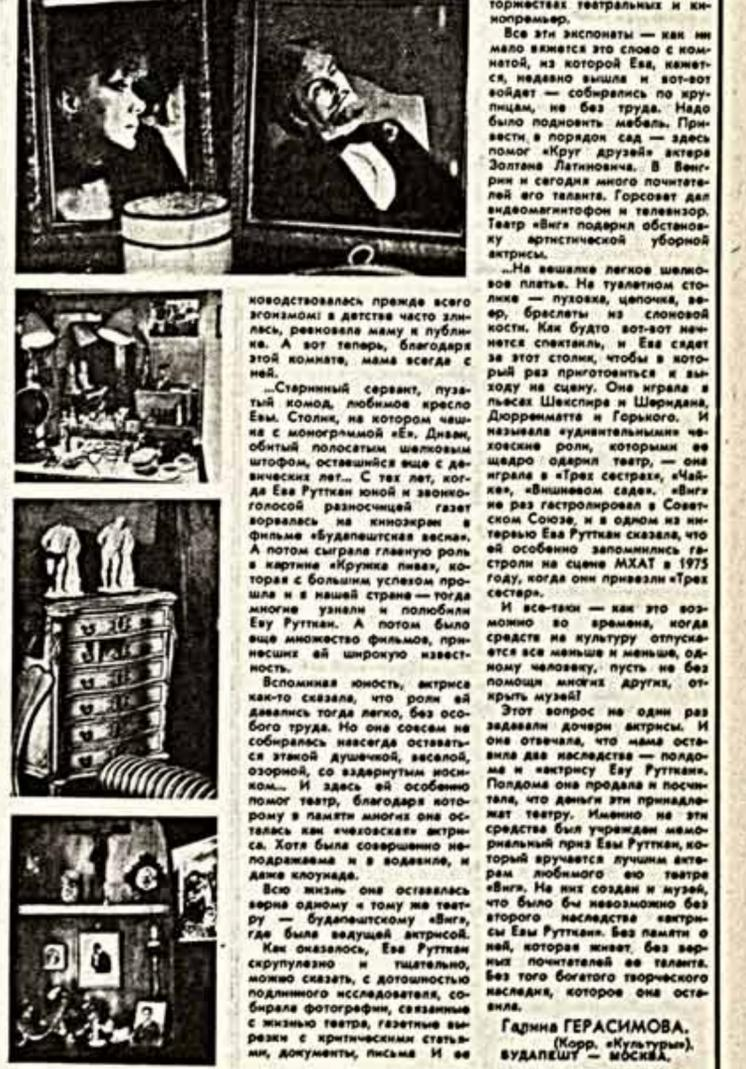 ководствовалась прежде всего
эгоизмом: в детстве часто зли-
лась, ревновала маму к публи-
ке. А вот теперь, благодаря
этой комнате, мама всегда с
ней.
...Старинный сервант, пуза-
тый комод, любимое кресло
Евы. Столик, на котором чаш-
ка с монограммой «Е». Диван,
обитый полосатым шелковым
штофом, оставшийся еще с де-
вических лет... С тех лет, ког-
да Ева Рутткаи юной и звонко-
голосой разносчицей газет
ворвалась на киноэкран в
фильме «Будапештская весна».
А потом сыграла главную роль
в картине «Кружка пива», ко-
торая с большим успехом про-
шла и в нашей стране — тогда
многие узнали и полюбили
Еву Рутткаи. А потом было
еще множество фильмов, при-
несших ей широкую извест-
ность.
Вспоминая юность, актриса
как-то сказала, что роли ей
давались тогда легко, без осо-
бого труда. Но она совсем не
собиралась навсегда оставать-
ся этакой душечкой, веселой,
озорной, со вздернутым носи-
ком... И здесь ей особенно
помог театр, благодаря кото-
рому в памяти многих она ос-
талась как «чеховская» актри-
са. Хотя была совершенно не-
подражаема и в водевиле, и
даже клоунаде.
Всю жизнь она оставалась
верна одному и тому же теат-
ру — будапештскому «Виг»,
где была ведущей актрисой.
Как оказалось, Ева Рутткаи
скрупулезно и тщательно,
можно сказать, с дотошностью
подлинного исследователя, со-
бирала фотографии, связанные
с жизнью театра, газетные вы-
резки с критическими статья-
ми, документы, письма И ее
торжествах театральных и ки-
нопремьер.
Все эти экспонаты — как ни
мало вяжется это слово с ком-
натой, из которой Ева, кажет-
ся, недавно вышла и вот-вот
войдет — собирались по кру-
пицам, не без труда. Надо
было подновить мебель. При-
вести в порядок сад — здесь
помог «Круг друзей» актера
Золтана Латиновича. В Венг-
рии и сегодня много почитате-
лей его таланта. Горсовет дал
видеомагнитофон и телевизор.
Театр «Виг» подарил обстанов-
ку артистической уборной
актрисы.
...На вешалке легкое шелко-
вое платье. На туалетном сто-
лике — пуховка, цепочка, ве-
ер, браслеты из слоновой
кости. Как будто вот-вот нач-
нется спектакль, и Ева сядет
за этот столик, чтобы в кото-
рый раз приготовиться к вы-
ходу на сцену. Она играла в
пьесах Шекспира и Шеридана,
Дюрренматта и Горького. И
называла «удивительными» че-
ховские роли, которыми ее
щедро одарил театр, — она
играла в «Трех сестрах», «Чай-
ке», «Вишневом саде». «Виг»
не раз гастролировал в Совет-
ском Союзе, и в одном из ин-
тервью Ева Рутткаи сказала, что
ей особенно запомнились га-
строли на сцене МХАТ в 1975
году, когда они привезли «Трех
сестер».
И все-таки — как это воз-
можно во времена, когда
средств на культуру отпуска-
ется все меньше и меньше, од-
ному человеку, пусть не без
помощи многих других, от-
крыть музей?
Этот вопрос не один раз
задавали дочери актрисы. И
она отвечала, что мама оста-
вила два наследства — полдо-
ма и «актрису Еву Рутткаи».
Полдома она продала и посчи-
тала, что деньги эти принадле-
жат театру. Именно на эти
средства был учрежден мемо-
риальный приз Евы Рутткаи, ко-
торый вручается лучшим акте-
рам любимого ею театра
«Виг». На них создан и музей,
что было бы невозможно без
второго наследства «актри-
сы Евы Рутткаи». Без памяти о
ней, которая живет, без вер-
ных почитателей ее таланта.
Без того богатого творческого
наследия, которое она оста-
вила.
Галина ГЕРАСИМОВА.
(Корр. «Культуры»).
БУДАПЕШТ — МОСКВА.